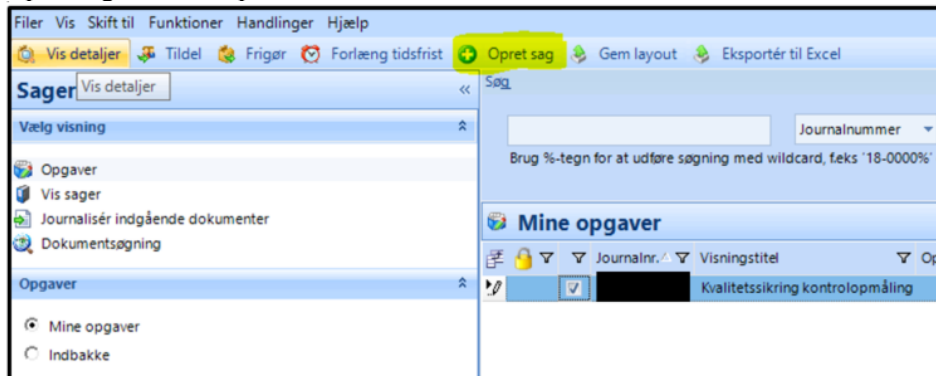 Filer Vis Skift til Funktioner Handlinger Hjælp
Vis detaljer Tildel Frigør Forlæng tidsfrist Opret sag Gem layout Eksportér til Excel
Sager Vis detaljer «
Søg
Vælg visning
Journalnummer
Brug %-tegn for at udføre søgning med wildcard, f.eks '18-0000%'
Opgaver
Vis sager
Journalisér indgående dokumenter
Dokumentsøgning
Mine opgaver
Journalnr. Visningstitel Op
Opgaver
Kvalitetssikring kontrolopmåling
Mine opgaver
Indbakke